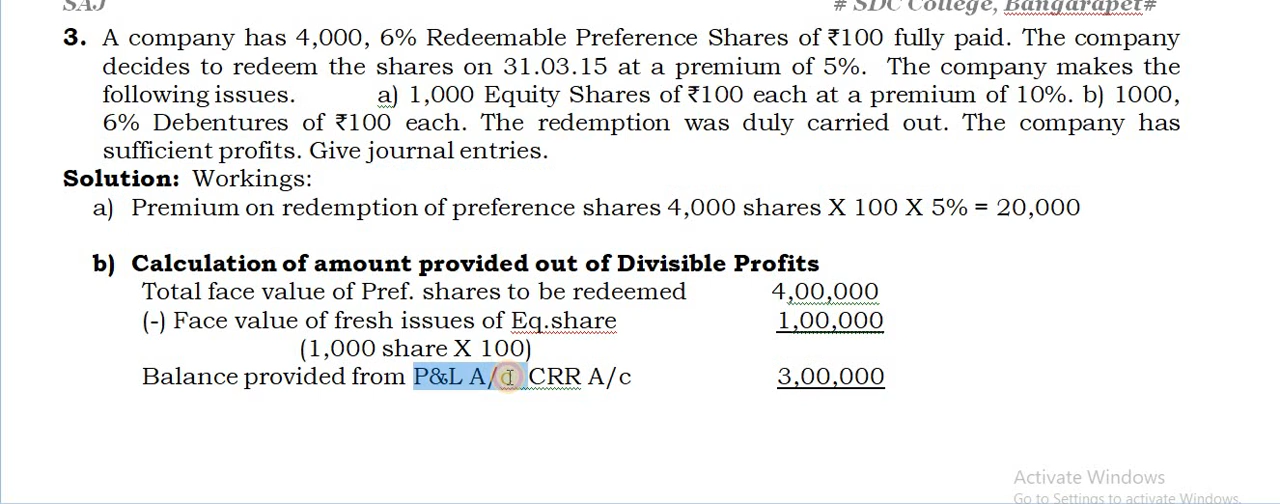 SAJ # SDC College, Bangarapet#
3. A company has 4,000, 6% Redeemable Preference Shares of ₹100 fully paid. The company
decides to redeem the shares on 31.03.15 at a premium of 5%. The company makes the
following issues. a) 1,000 Equity Shares of ₹100 each at a premium of 10%. b) 1000,
6% Debentures of ₹100 each. The redemption was duly carried out. The company has
sufficient profits. Give journal entries.
Solution: Workings:
a) Premium on redemption of preference shares 4,000 shares X 100 X 5% = 20,000
b) Calculation of amount provided out of Divisible Profits
Total face value of Pref. shares to be redeemed 4,00,000
(-) Face value of fresh issues of Eq.share 1,00,000
(1,000 share X 100)
Balance provided from P&L A/c CRR A/c 3,00,000
Activate Windows
Go to Settings to activate Windows.